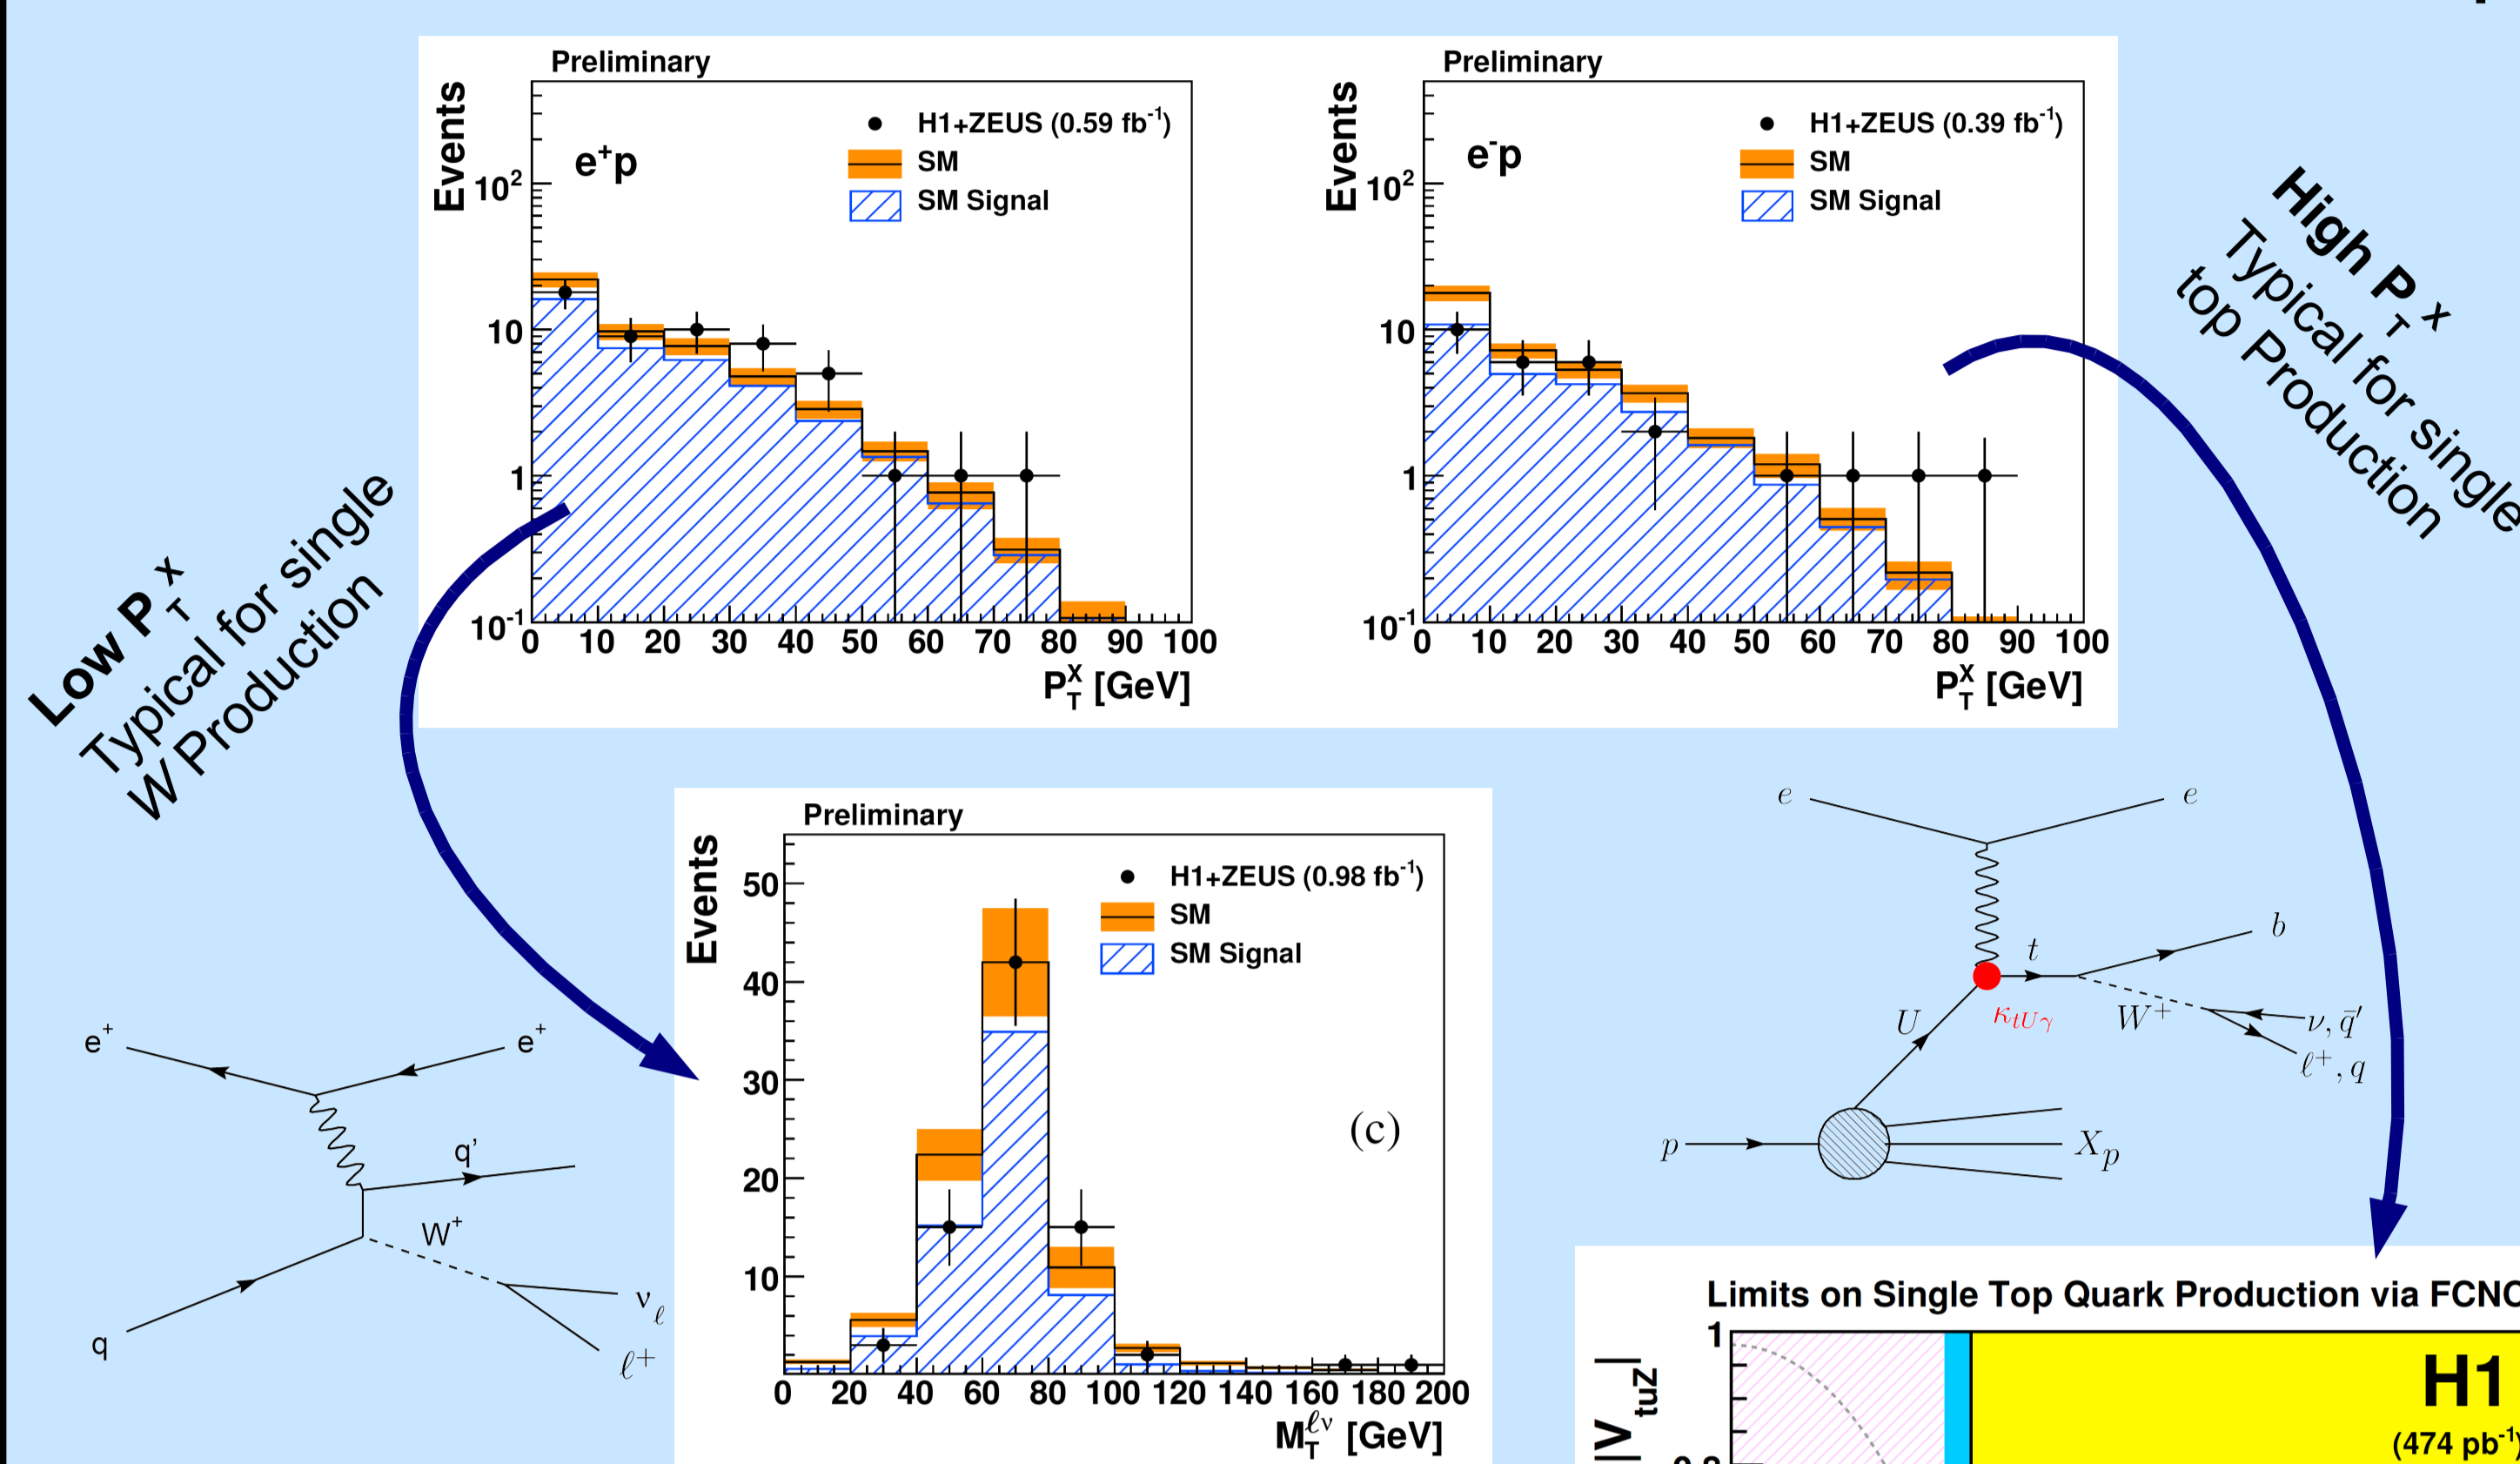 Preliminary
Events
e⁺p
H1+ZEUS (0.59 fb⁻¹)
SM
SM Signal
10²
10
1
10⁻¹
0 10 20 30 40 50 60 70 80 90 100
P_T^X [GeV]
Preliminary
Events
e⁻p
H1+ZEUS (0.39 fb⁻¹)
SM
SM Signal
10²
10
1
10⁻¹
0 10 20 30 40 50 60 70 80 90 100
P_T^X [GeV]
High P_T^X
Typical for single
top Production
Low P_T^X
Typical for single
W Production
Preliminary
Events
H1+ZEUS (0.98 fb⁻¹)
SM
SM Signal
(c)
50
40
30
20
10
0 20 40 60 80 100 120 140 160 180 200
M_T^ℓν [GeV]
e⁺
e⁺
q'
W⁺
q
ν_ℓ
ℓ⁺
e
e
t
b
U
κ_tUγ
W⁺
ν, q̄′
ℓ⁺, q
p
X_p
Limits on Single Top Quark Production via FCNC
1
|V_tuZ|
H1
(474 pb⁻¹)